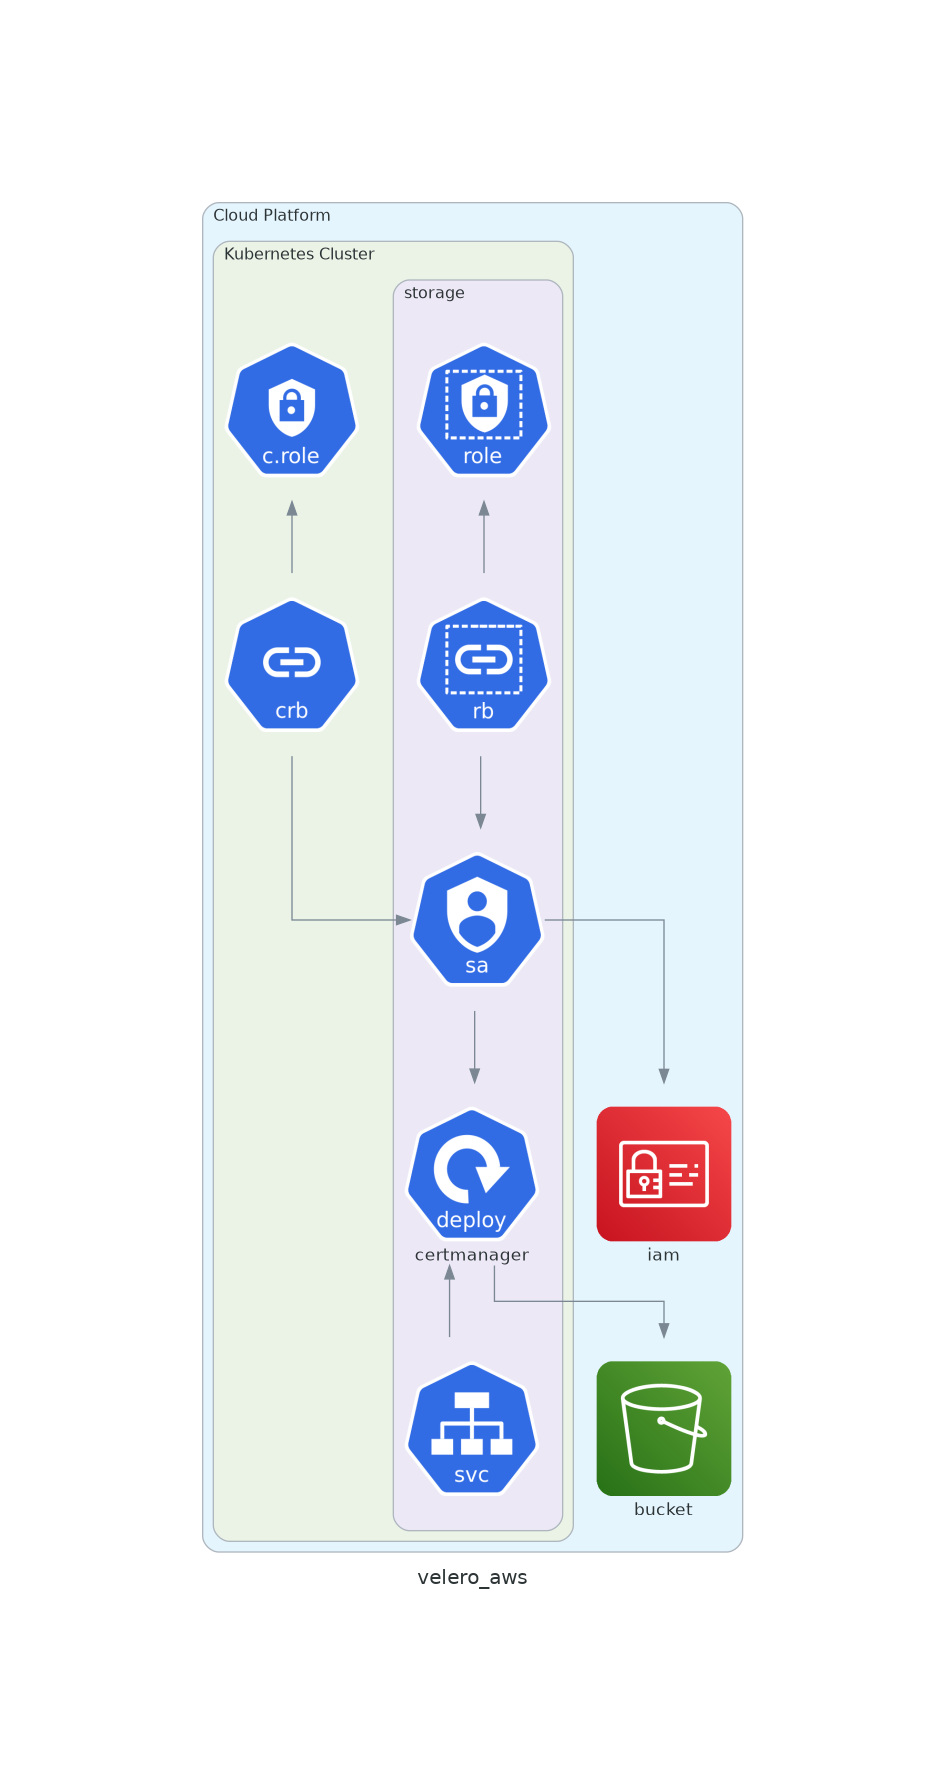 Cloud Platform
Kubernetes Cluster
storage
c.role
role
crb
rb
sa
deploy
certmanager
iam
svc
bucket
velero_aws